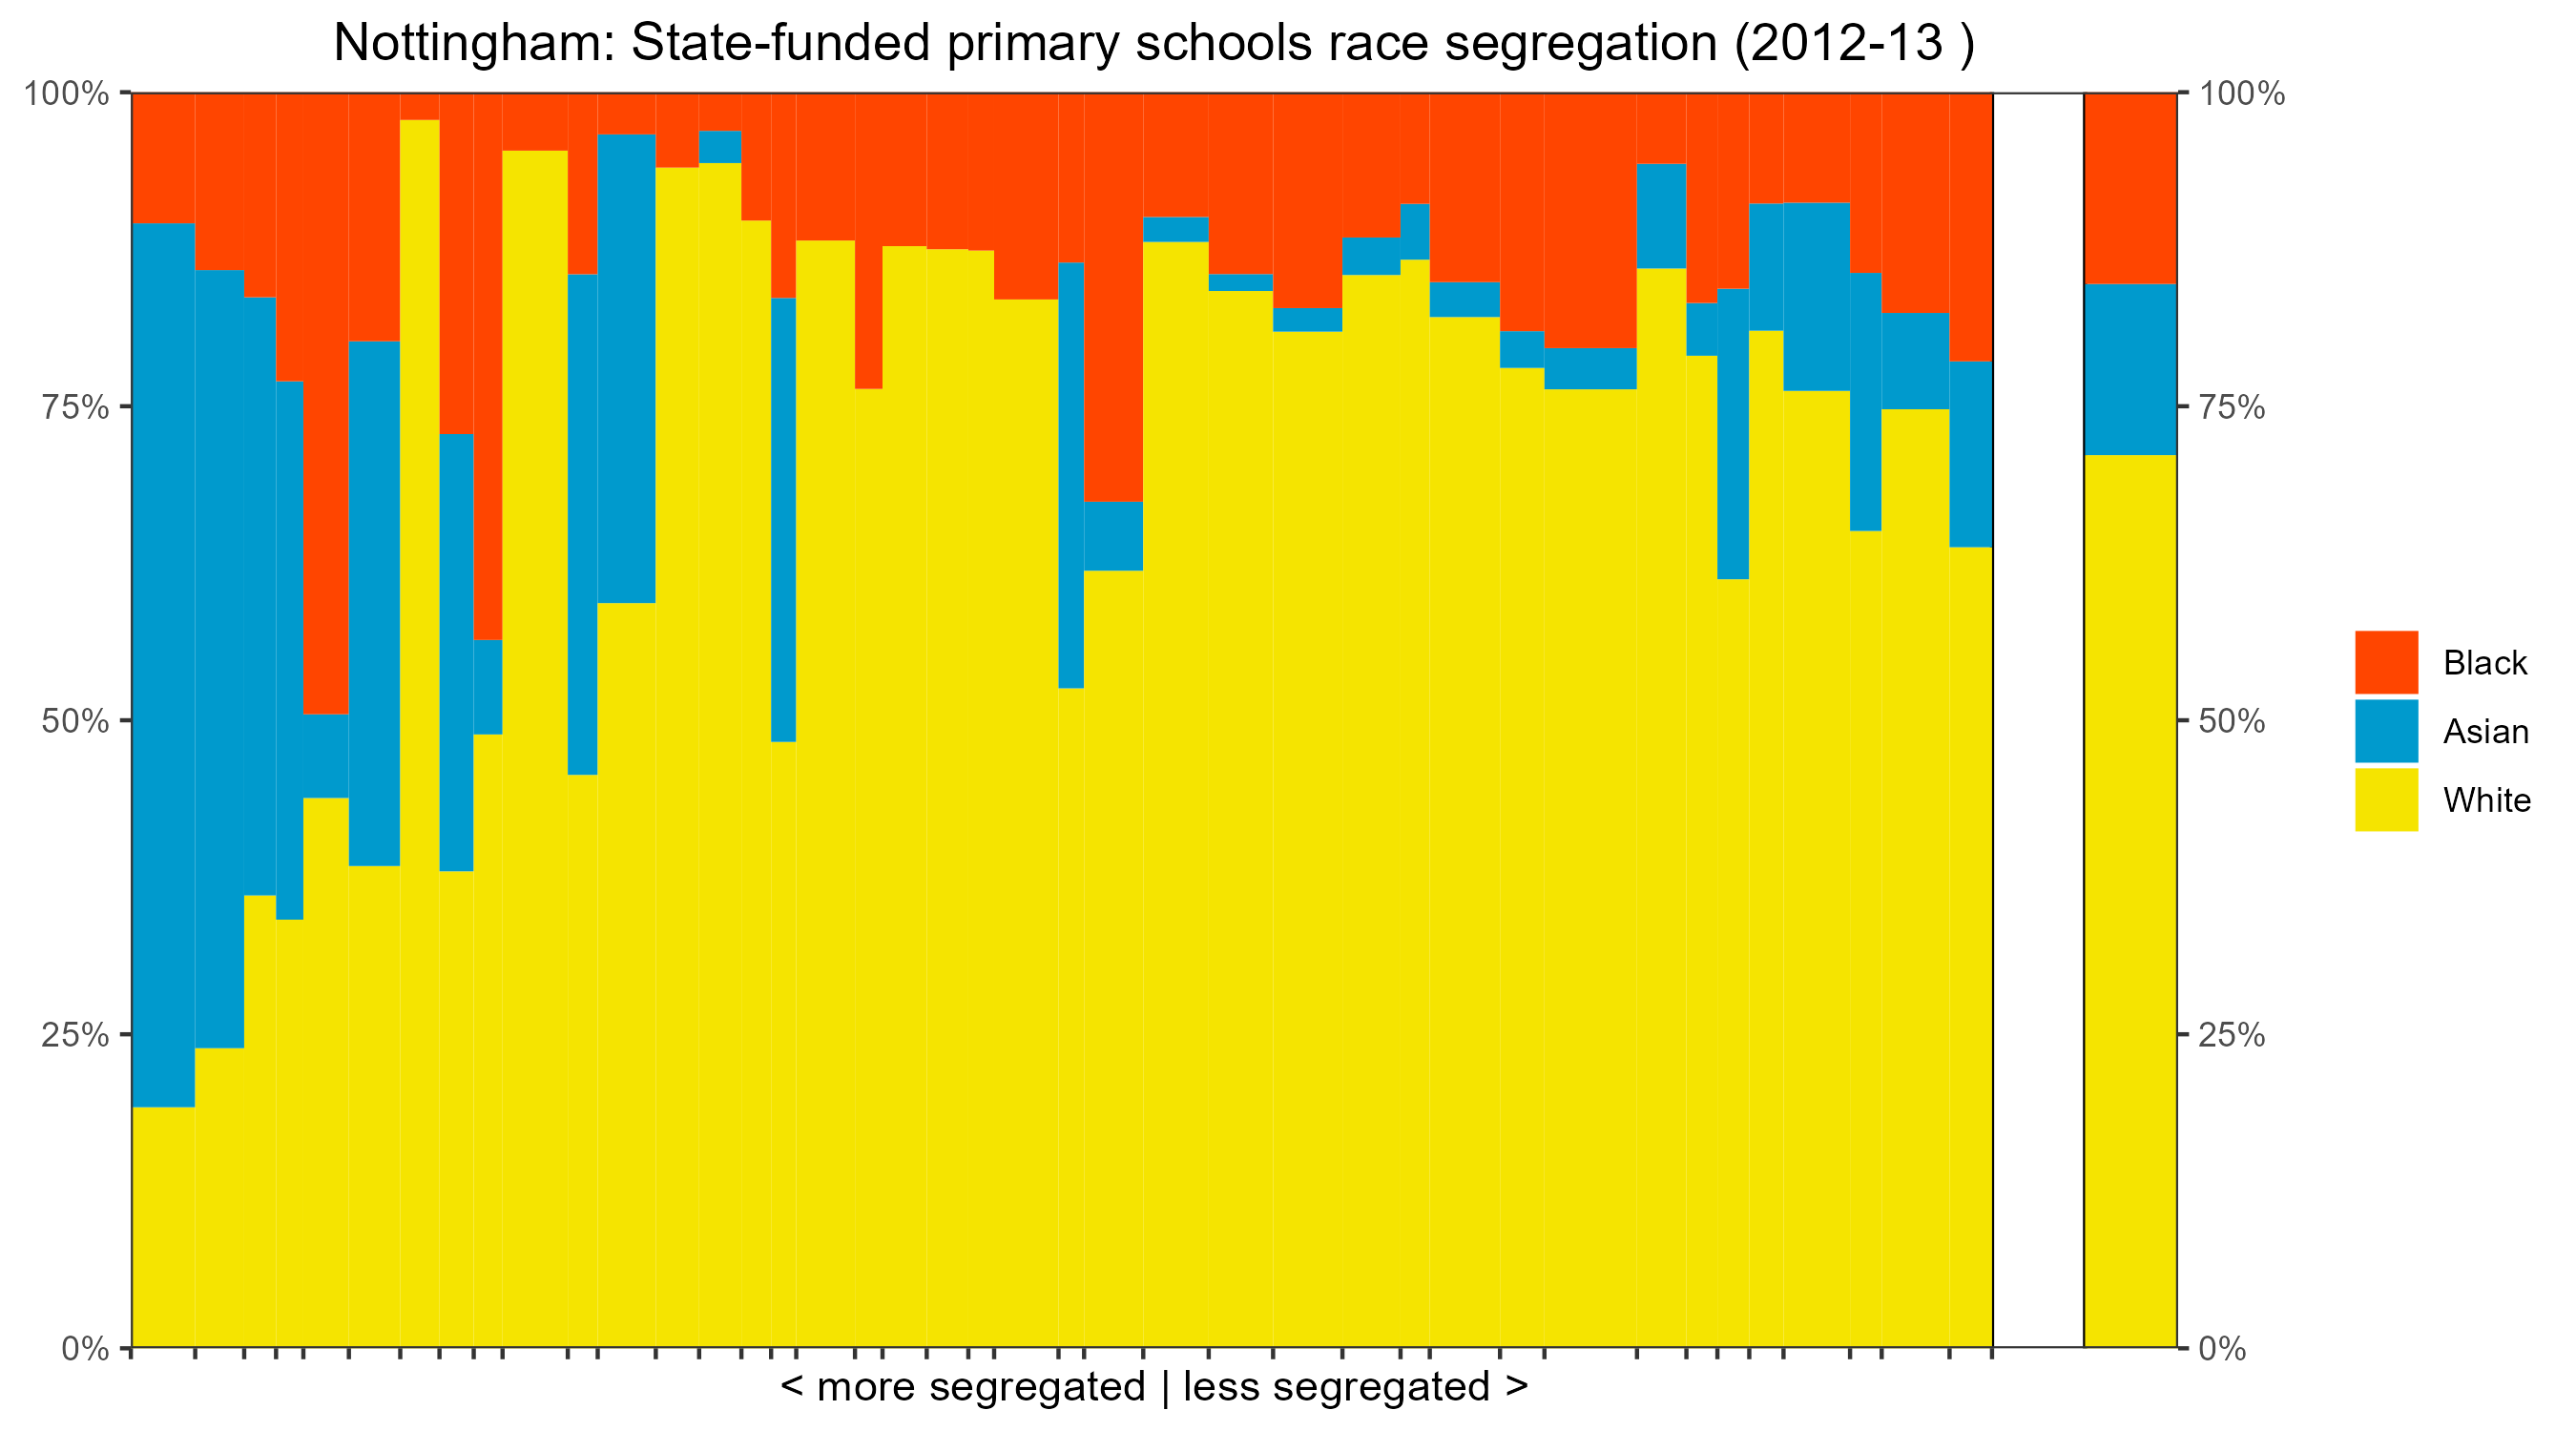 Nottingham: State-funded primary schools race segregation (2012-13 )
100%
75%
50%
25%
0%
100%
75%
50%
25%
0%
Black
Asian
White
< more segregated | less segregated >